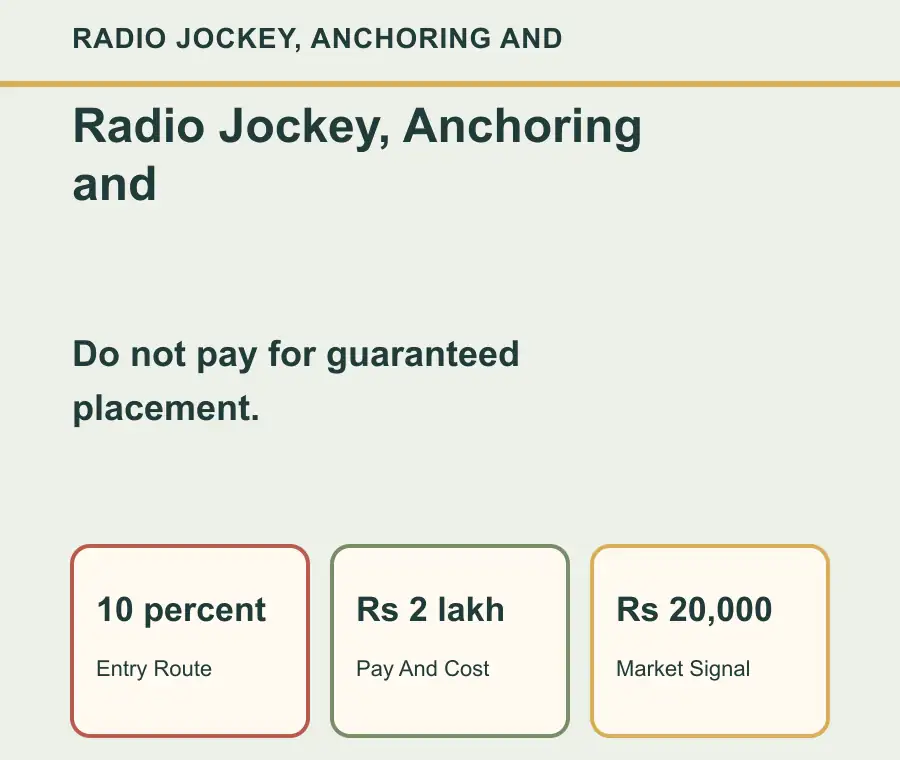 RADIO JOCKEY, ANCHORING AND
Radio Jockey, Anchoring
and
Do not pay for guaranteed
placement.
10 percent
Entry Route
Rs 2 lakh
Pay And Cost
Rs 20,000
Market Signal